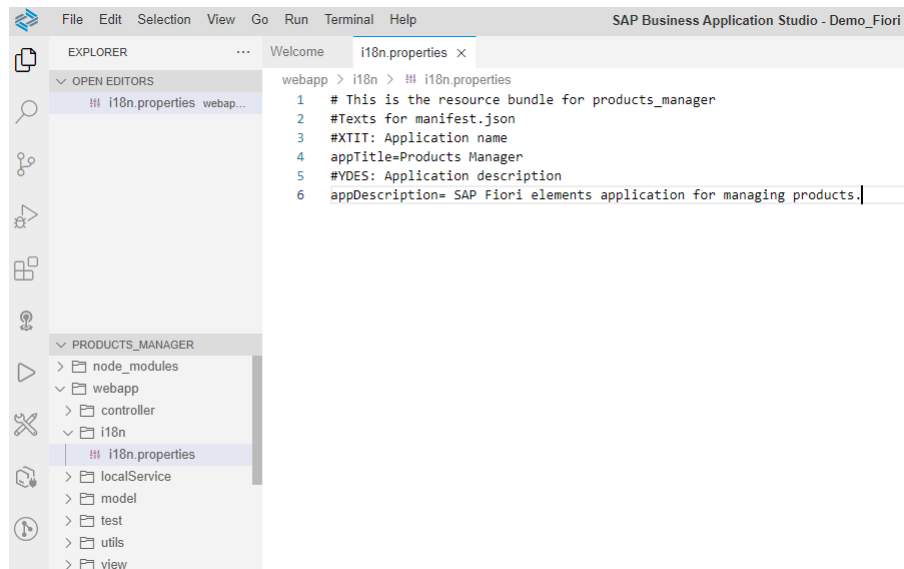 File Edit Selection View Go Run Terminal Help SAP Business Application Studio - Demo_Fiori
EXPLORER ...
Welcome i18n.properties ×
OPEN EDITORS
i18n.properties webap...
webapp > i18n > i18n.properties
1 # This is the resource bundle for products_manager
2 #Texts for manifest.json
3 #XTIT: Application name
4 appTitle=Products Manager
5 #YDES: Application description
6 appDescription= SAP Fiori elements application for managing products.
PRODUCTS_MANAGER
node_modules
webapp
controller
i18n
i18n.properties
localService
model
test
utils
view